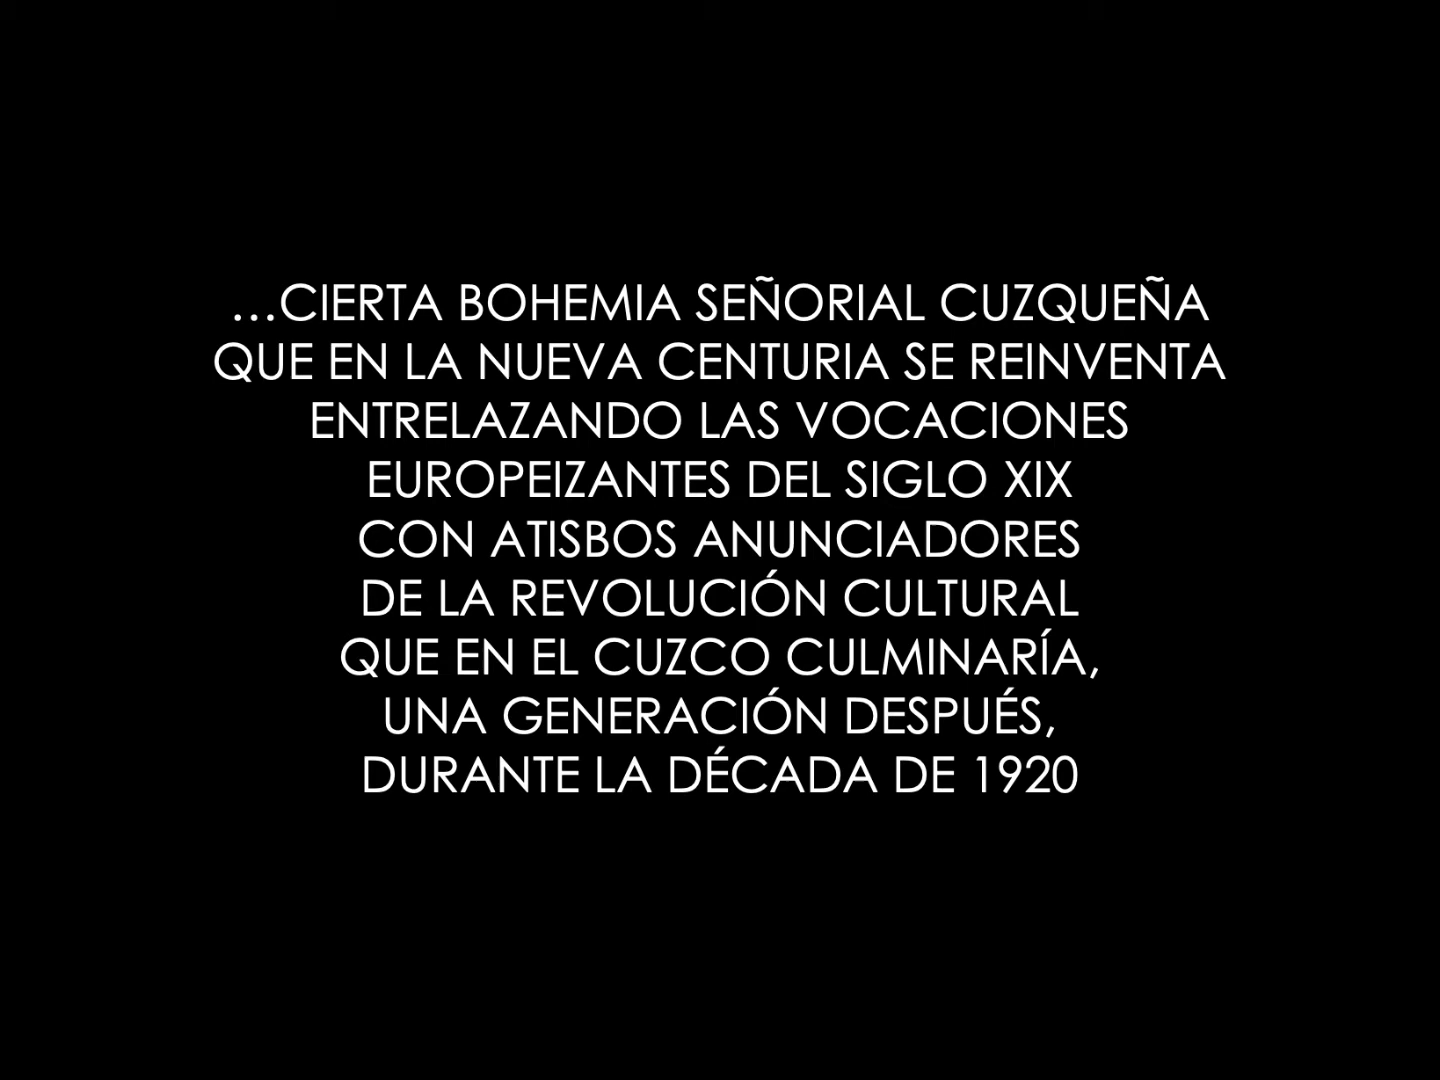 …CIERTA BOHEMIA SEÑORIAL CUZQUEÑA
QUE EN LA NUEVA CENTURIA SE REINVENTA
ENTRELAZANDO LAS VOCACIONES
EUROPEIZANTES DEL SIGLO XIX
CON ATISBOS ANUNCIADORES
DE LA REVOLUCIÓN CULTURAL
QUE EN EL CUZCO CULMINARÍA,
UNA GENERACIÓN DESPUÉS,
DURANTE LA DÉCADA DE 1920